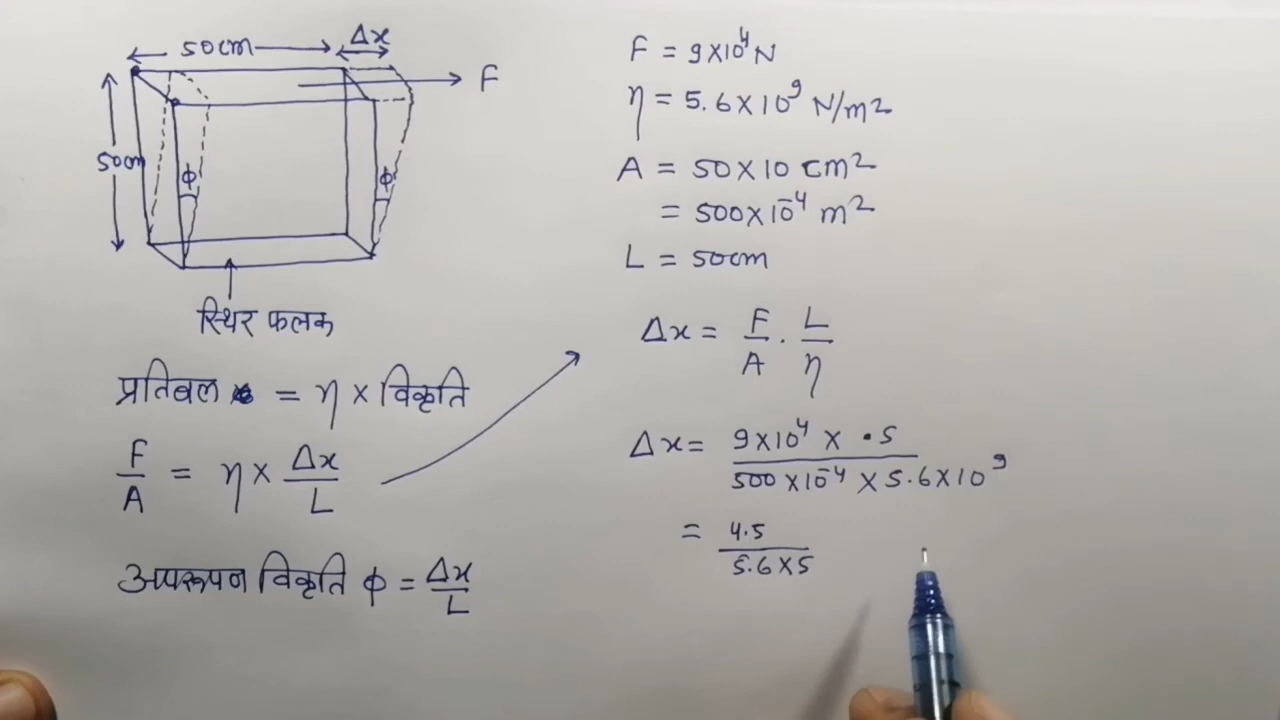 50cm Δx
F
50cm
ϕ ϕ
स्थिर फलक
प्रतिबल = η × विकृति
F/A = η × Δx/L
अपरूपण विकृति ϕ = Δx/L
F = 9×10⁴N
η = 5.6×10⁹ N/m2
A = 50×10 cm2
= 500×10⁻⁴ m2
L = 50cm
Δx = F/A · L/η
Δx = 9×10⁴ × ·5 / 500×10⁻⁴ × 5.6×10⁹
= 4.5 / 5.6×5